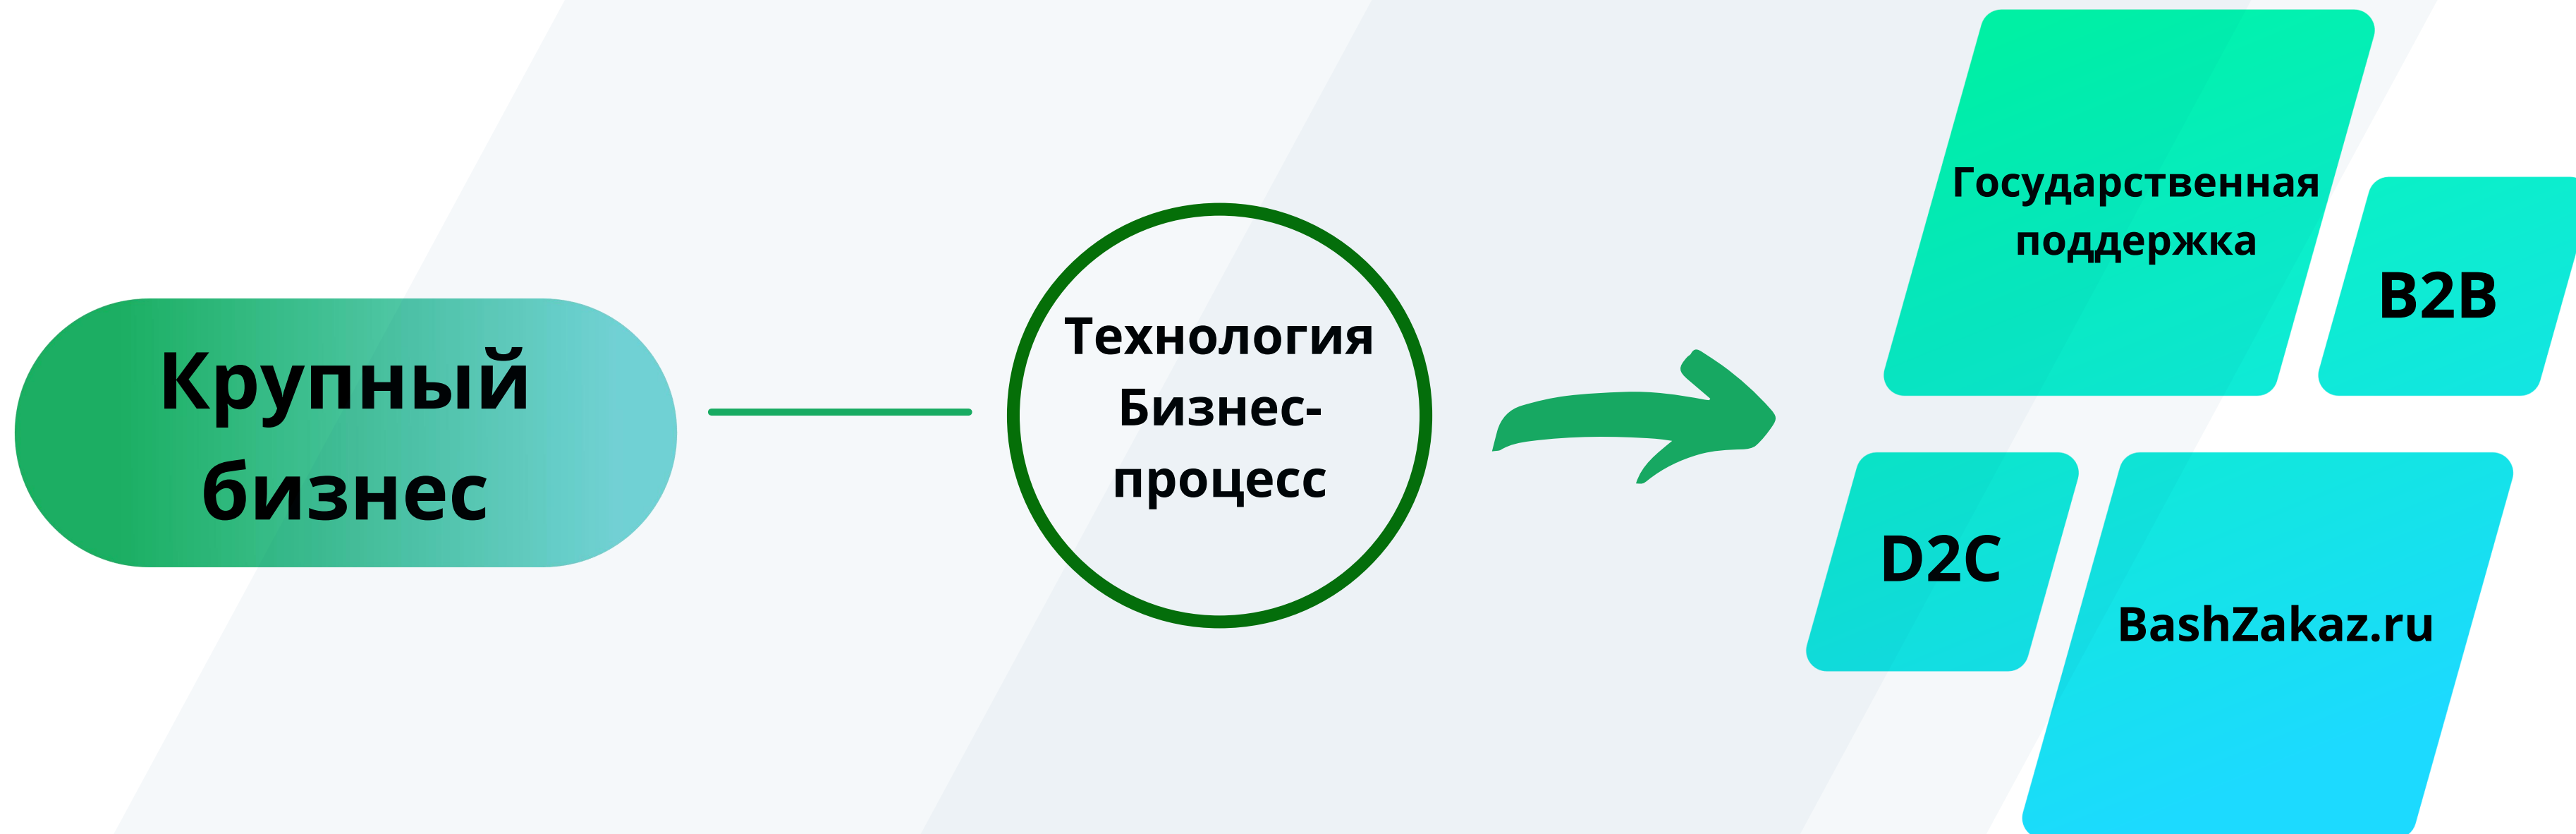 Крупный
бизнес
Технология
Бизнес-
процесс
Государственная
поддержка
B2B
D2C
BashZakaz.ru